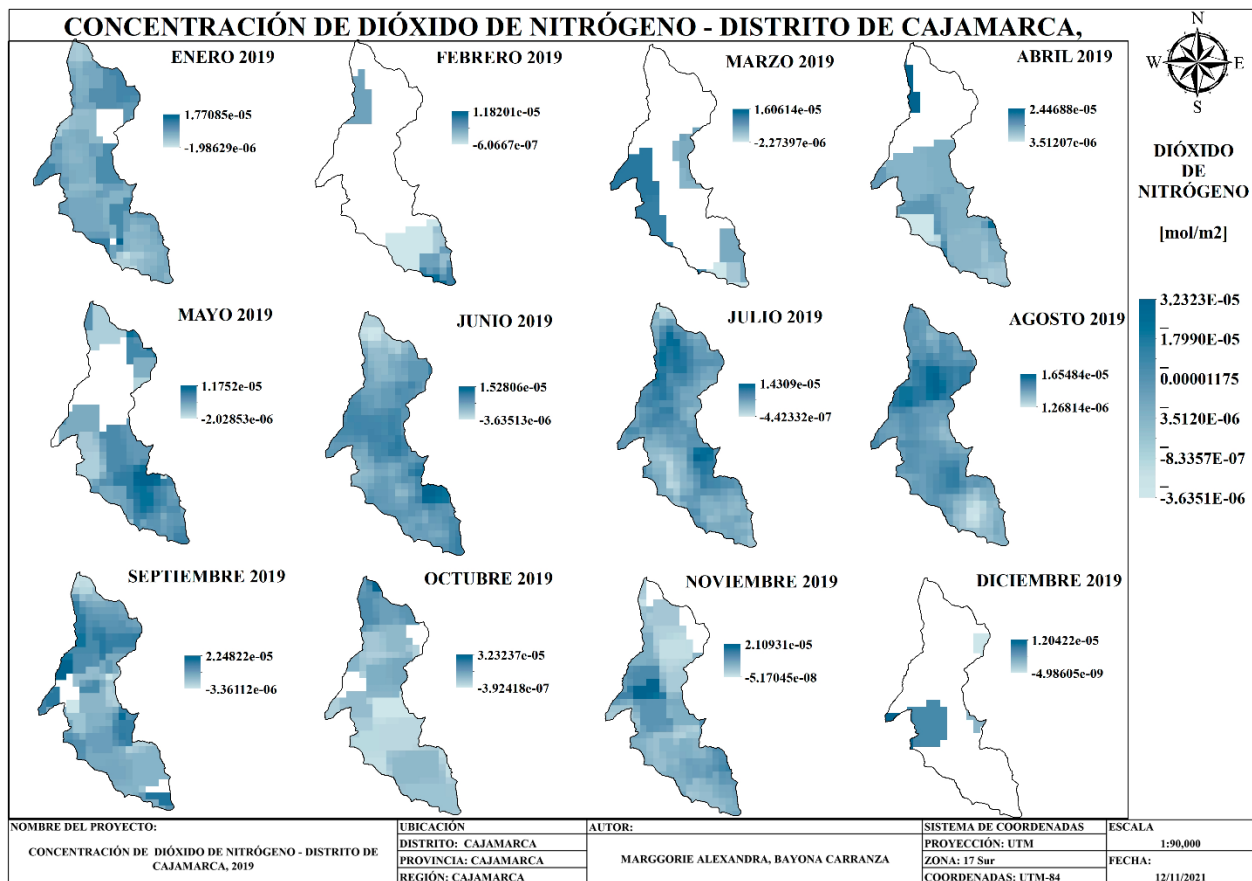 CONCENTRACIÓN DE DIÓXIDO DE NITRÓGENO - DISTRITO DE CAJAMARCA,
ENERO 2019
1.77085e-05
-1.98629e-06
FEBRERO 2019
1.18201e-05
-6.0667e-07
MARZO 2019
1.60614e-05
-2.27397e-06
ABRIL 2019
2.44688e-05
3.51207e-06
N
W
E
S
DIÓXIDO
DE
NITRÓGENO
[mol/m2]
3.2323E-05
1.7990E-05
0.00001175
3.5120E-06
-8.3357E-07
-3.6351E-06
MAYO 2019
1.1752e-05
-2.02853e-06
JUNIO 2019
1.52806e-05
-3.63513e-06
JULIO 2019
1.4309e-05
-4.42332e-07
AGOSTO 2019
1.65484e-05
1.26814e-06
SEPTIEMBRE 2019
2.24822e-05
-3.36112e-06
OCTUBRE 2019
3.23237e-05
-3.92418e-07
NOVIEMBRE 2019
2.10931e-05
-5.17045e-08
DICIEMBRE 2019
1.20422e-05
-4.98605e-09
NOMBRE DEL PROYECTO:
CONCENTRACIÓN DE DIÓXIDO DE NITRÓGENO - DISTRITO DE
CAJAMARCA, 2019
UBICACIÓN
DISTRITO: CAJAMARCA
PROVINCIA: CAJAMARCA
REGIÓN: CAJAMARCA
AUTOR:
MARGGORIE ALEXANDRA, BAYONA CARRANZA
SISTEMA DE COORDENADAS
PROYECCIÓN: UTM
ZONA: 17 Sur
COORDENADAS: UTM-84
ESCALA
1:90,000
FECHA:
12/11/2021